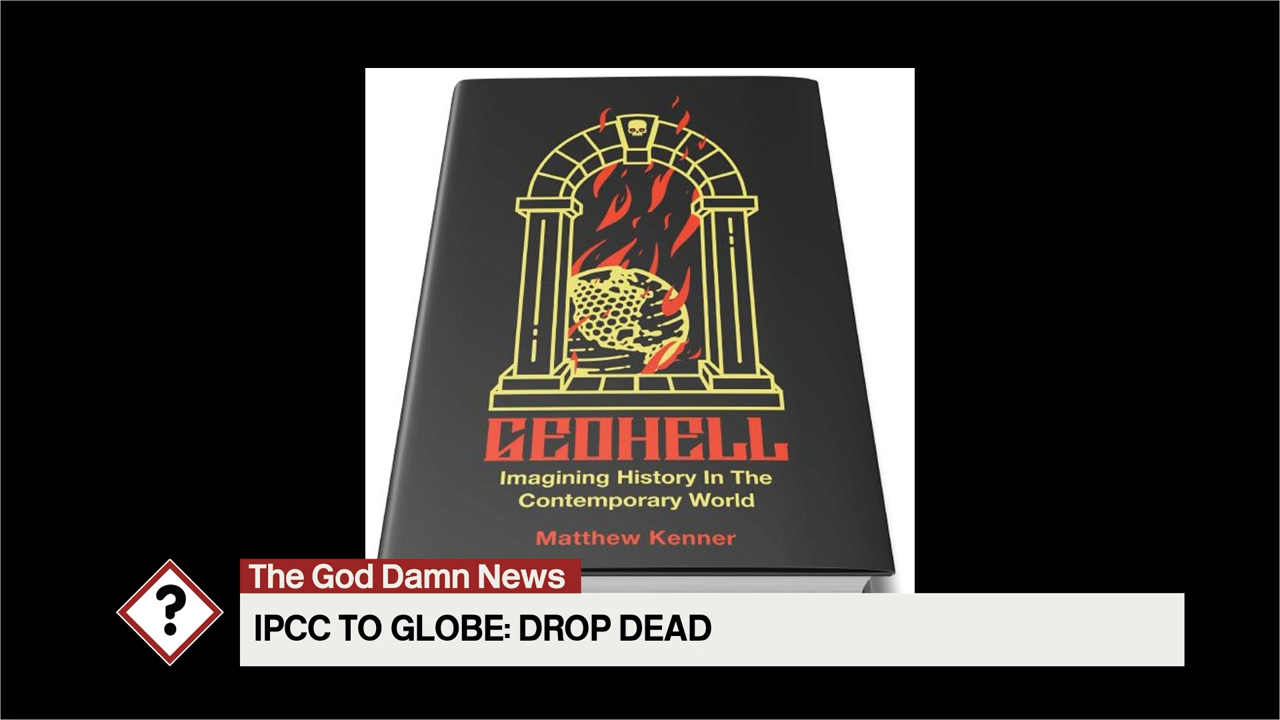 GEOHELL
Imagining History In The
Contemporary World
Matthew Kenner
The God Damn News
?
IPCC TO GLOBE: DROP DEAD